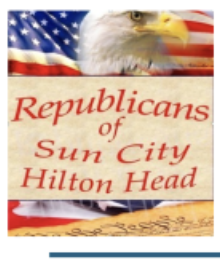 Republicans
of
Sun City
Hilton Head